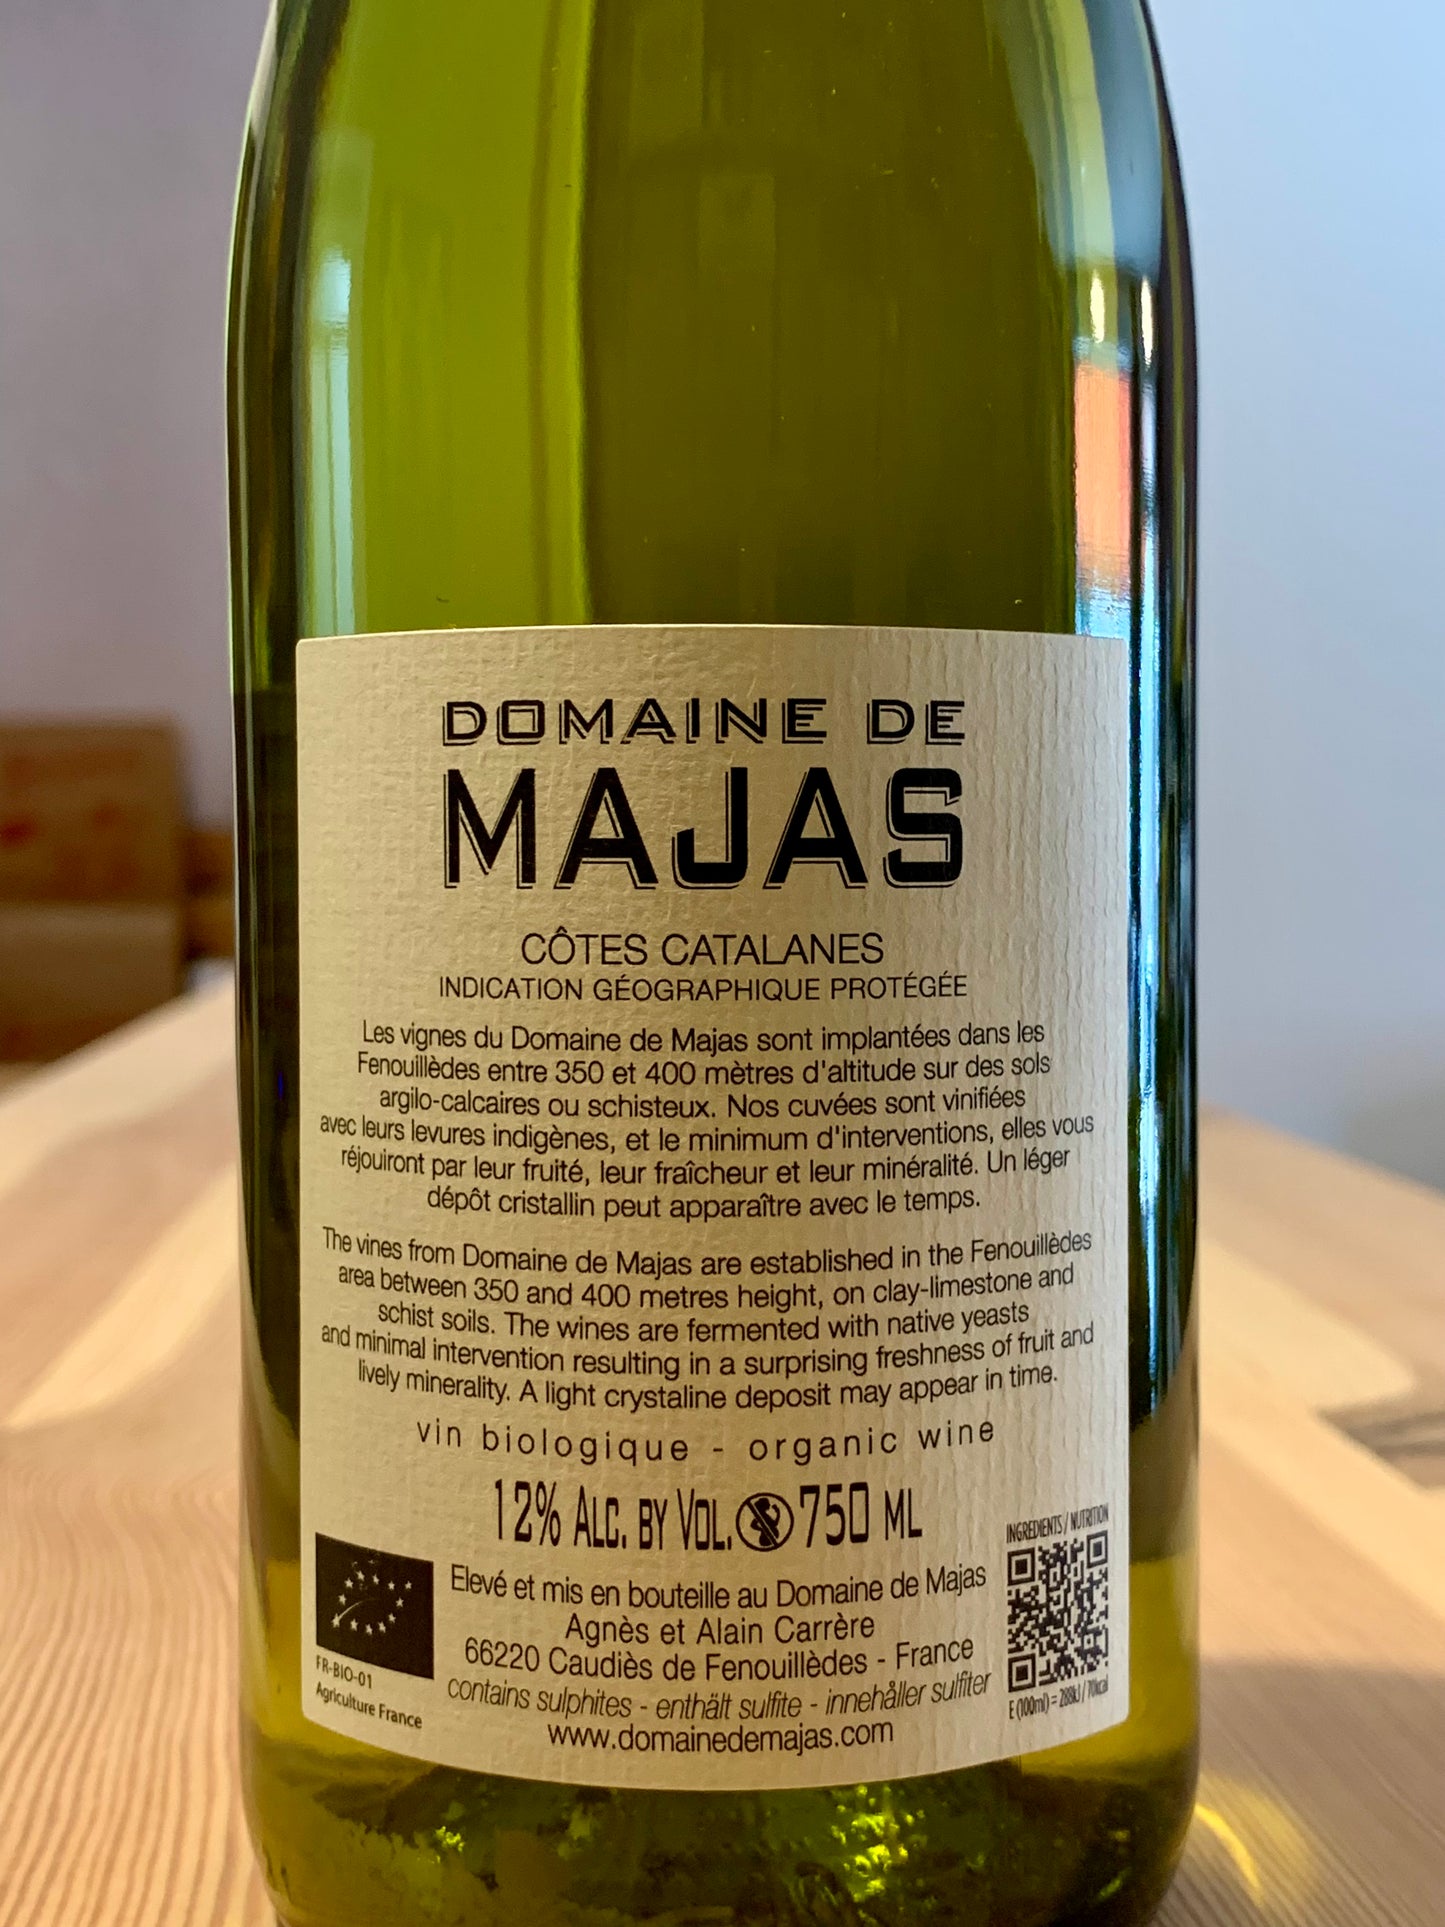 DOMAINE DE
MAJAS
CÔTES CATALANES
INDICATION GÉOGRAPHIQUE PROTÉGÉE
Les vignes du Domaine de Majas sont implantées dans les
Fenouillèdes entre 350 et 400 mètres d'altitude sur des sols
argilo-calcaires ou schisteux. Nos cuvées sont vinifiées
avec leurs levures indigènes, et le minimum d'interventions, elles vous
réjouiront par leur fruité, leur fraîcheur et leur minéralité. Un léger
dépôt cristallin peut apparaître avec le temps.
The vines from Domaine de Majas are established in the Fenouillèdes
area between 350 and 400 metres height, on clay-limestone and
schist soils. The wines are fermented with native yeasts
and minimal intervention resulting in a surprising freshness of fruit and
lively minerality. A light crystaline deposit may appear in time.
vin biologique - organic wine
12% ALC. BY VOL. 750 ML
INGREDIENTS / NUTRITION
Elevé et mis en bouteille au Domaine de Majas
Agnès et Alain Carrère
66220 Caudiès de Fenouillèdes - France
contains sulphites - enthält sulfite - innehåller sulfiter
www.domainedemajas.com
FR-BIO-01
Agriculture France
E (100ml) = 288kJ / 70kcal